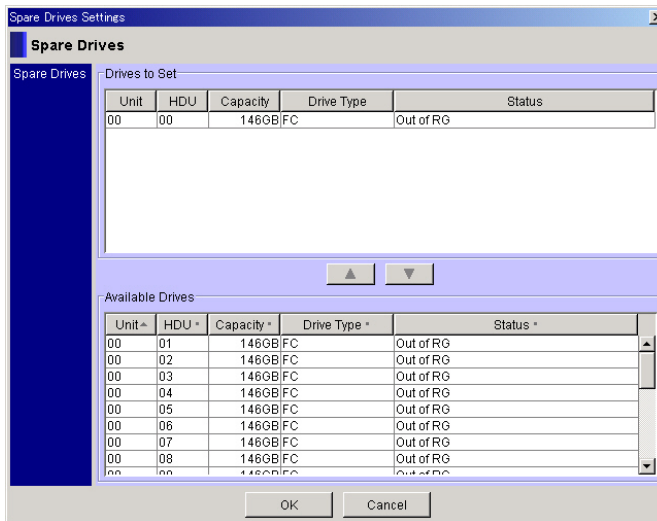 Spare Drives Settings
Spare Drives
Spare Drives
Drives to Set
Unit HDU Capacity Drive Type Status
00 00 146GB FC Out of RG
Available Drives
Unit HDU Capacity Drive Type Status
00 01 146GB FC Out of RG
00 02 146GB FC Out of RG
00 03 146GB FC Out of RG
00 04 146GB FC Out of RG
00 05 146GB FC Out of RG
00 06 146GB FC Out of RG
00 07 146GB FC Out of RG
00 08 146GB FC Out of RG
OK Cancel